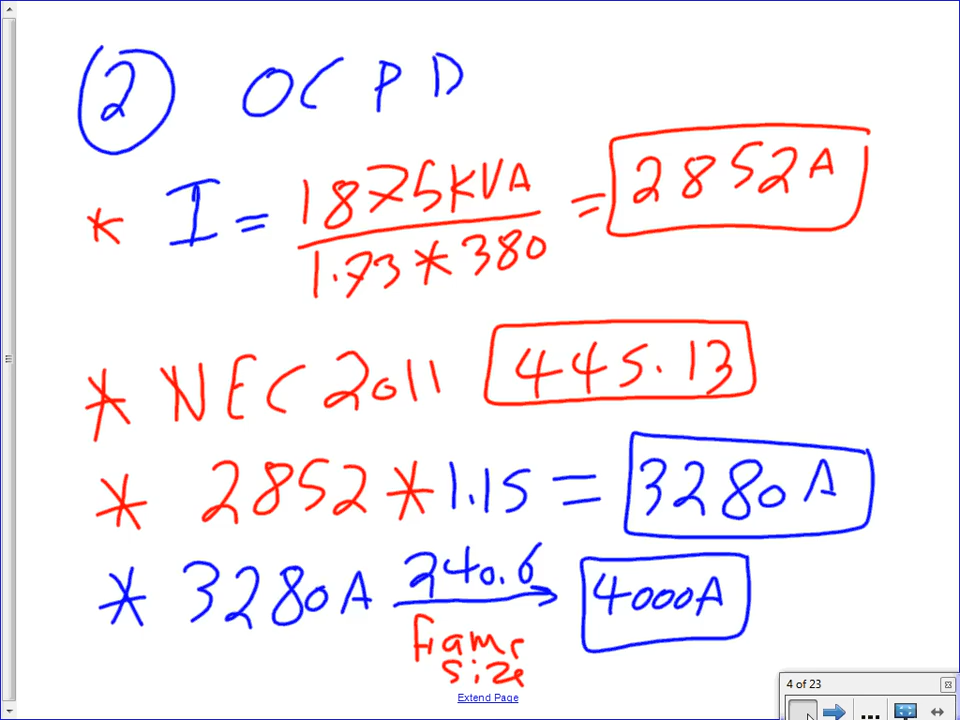 2 OCPD
* I = 1875KVA / 1.73 * 380 = 2852A
* NEC 2011 445.13
* 2852 * 1.15 = 3280 A
* 3280A 240.6 → 4000A
Frame
size
Extend Page
4 of 23